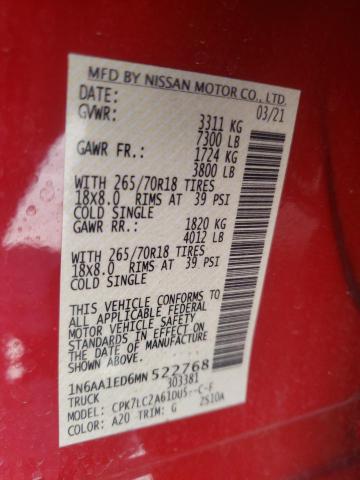 MFD BY NISSAN MOTOR CO., LTD.
DATE: 03/21
GVWR: 3311 KG
7300 LB
GAWR FR.: 1724 KG
3800 LB
WITH 265/70R18 TIRES
18X8.0 RIMS AT 39 PSI
COLD SINGLE
GAWR RR.: 1820 KG
4012 LB
WITH 265/70R18 TIRES
18X8.0 RIMS AT 39 PSI
COLD SINGLE
THIS VEHICLE CONFORMS TO
ALL APPLICABLE FEDERAL
MOTOR VEHICLE SAFETY
STANDARDS IN EFFECT ON
THE DATE OF MANUFACTURE
SHOWN ABOVE.
1N6AA1ED6MN 522768
TRUCK 303381
MODEL:
COLOR: A20 TRIM: G 2S10A